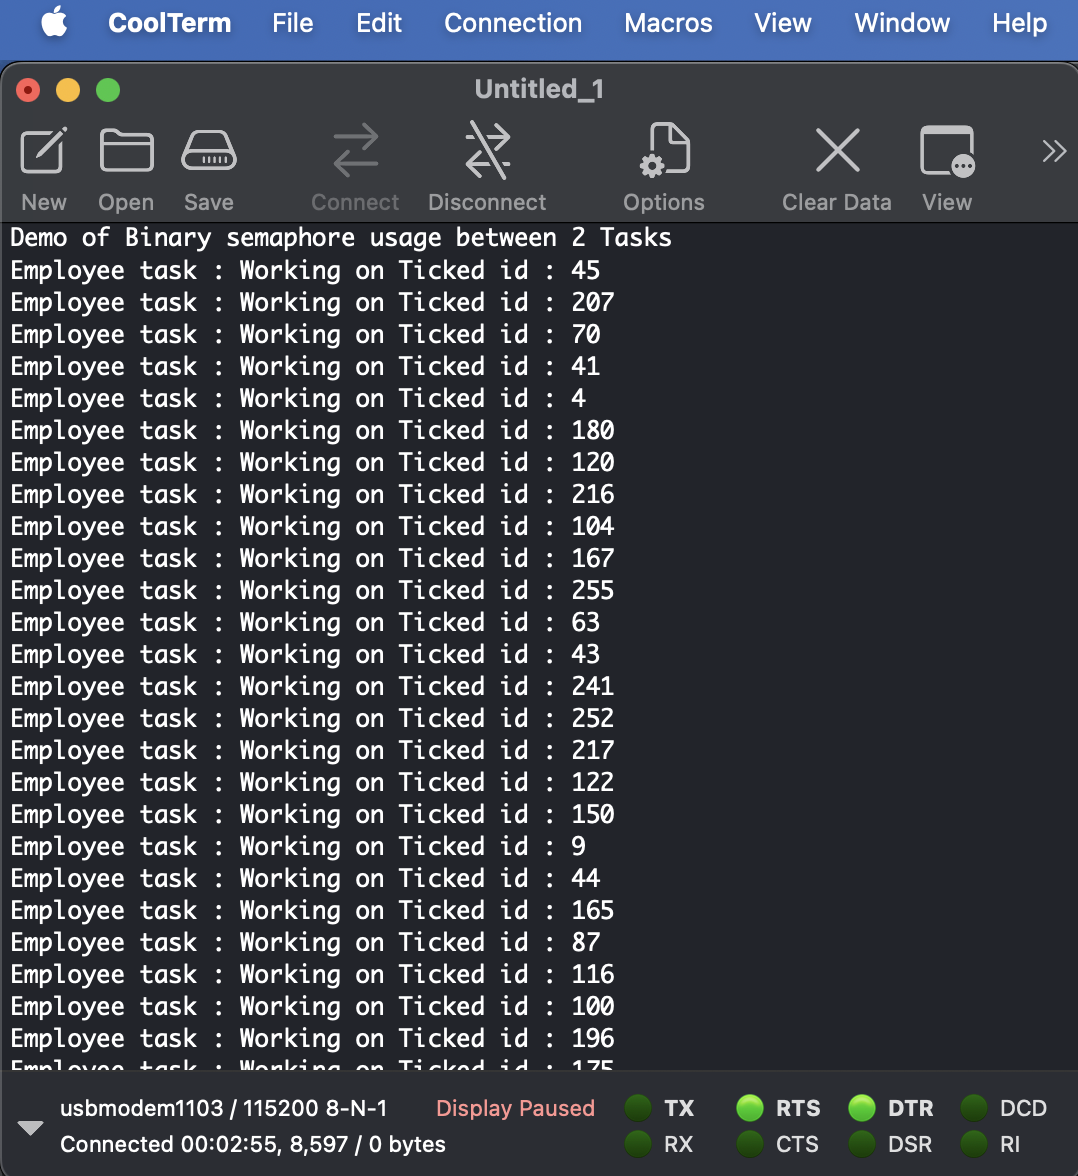 CoolTerm File Edit Connection Macros View Window Help
Untitled_1
New Open Save Connect Disconnect Options Clear Data View
Demo of Binary semaphore usage between 2 Tasks
Employee task : Working on Ticked id : 45
Employee task : Working on Ticked id : 207
Employee task : Working on Ticked id : 70
Employee task : Working on Ticked id : 41
Employee task : Working on Ticked id : 4
Employee task : Working on Ticked id : 180
Employee task : Working on Ticked id : 120
Employee task : Working on Ticked id : 216
Employee task : Working on Ticked id : 104
Employee task : Working on Ticked id : 167
Employee task : Working on Ticked id : 255
Employee task : Working on Ticked id : 63
Employee task : Working on Ticked id : 43
Employee task : Working on Ticked id : 241
Employee task : Working on Ticked id : 252
Employee task : Working on Ticked id : 217
Employee task : Working on Ticked id : 122
Employee task : Working on Ticked id : 150
Employee task : Working on Ticked id : 9
Employee task : Working on Ticked id : 44
Employee task : Working on Ticked id : 165
Employee task : Working on Ticked id : 87
Employee task : Working on Ticked id : 116
Employee task : Working on Ticked id : 100
Employee task : Working on Ticked id : 196
Employee task : Working on Ticked id : 175
usbmodem1103 / 115200 8-N-1 Display Paused TX RTS DTR DCD
Connected 00:02:55, 8,597 / 0 bytes RX CTS DSR RI